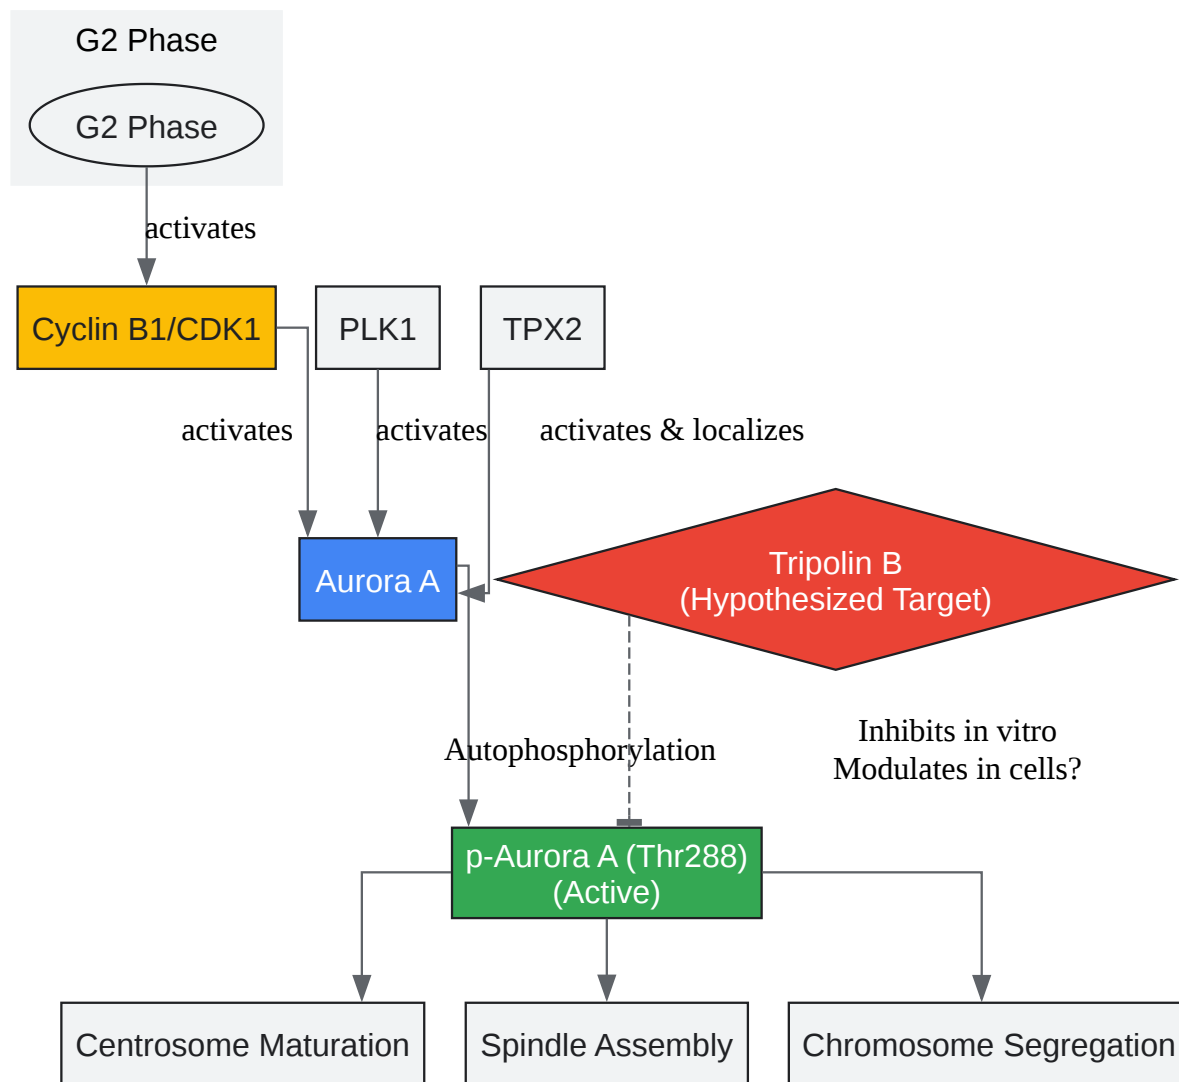 G2 Phase
G2 Phase
activates
Cyclin B1/CDK1
PLK1
TPX2
activates
activates
activates & localizes
Aurora A
Tripolin B
(Hypothesized Target)
Autophosphorylation
Inhibits in vitro
Modulates in cells?
p-Aurora A (Thr288)
(Active)
Centrosome Maturation
Spindle Assembly
Chromosome Segregation